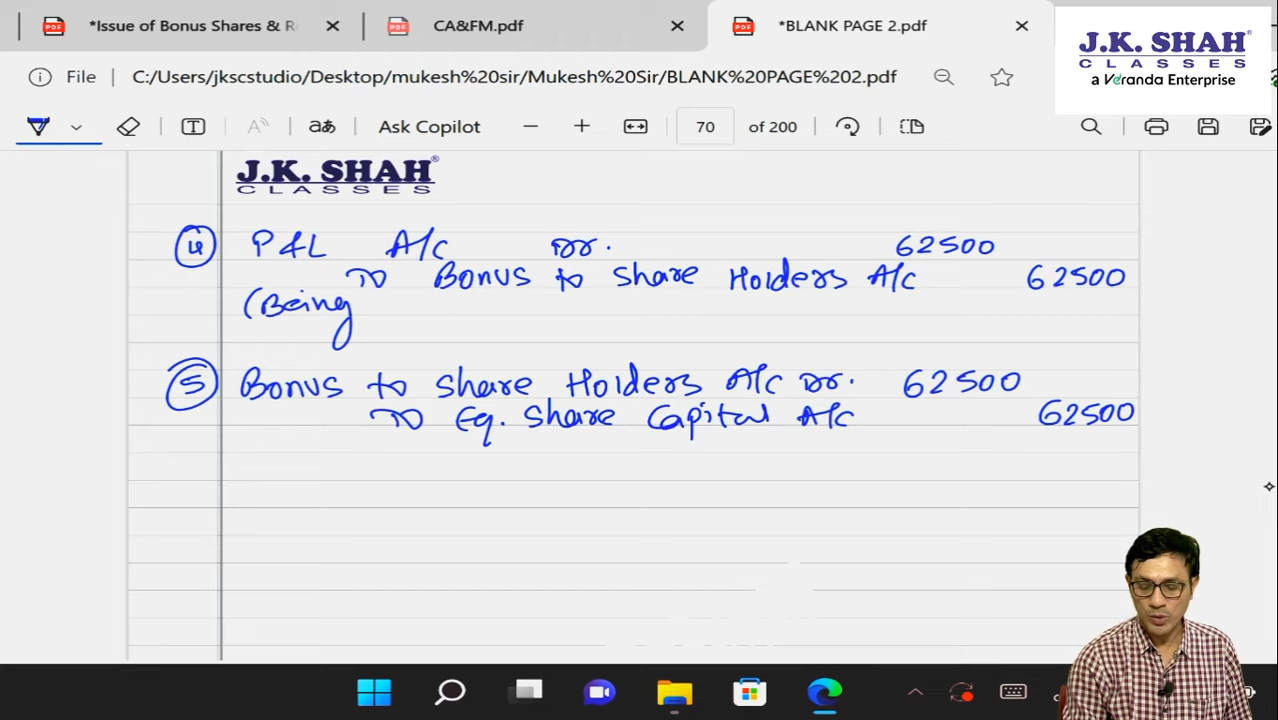 *Issue of Bonus Shares & R
CA&FM.pdf
*BLANK PAGE 2.pdf
J.K. SHAH®
CLASSES
a Veranda Enterprise
File
C:/Users/jkscstudio/Desktop/mukesh%20sir/Mukesh%20Sir/BLANK%20PAGE%202.pdf
Ask Copilot
70 of 200
J.K. SHAH®
CLASSES
4 P&L A/c Dr. 62500
To Bonus to share Holders A/c 62500
(Being
5 Bonus to share Holders A/c Dr. 62500
To Eq. Share Capital A/c 62500